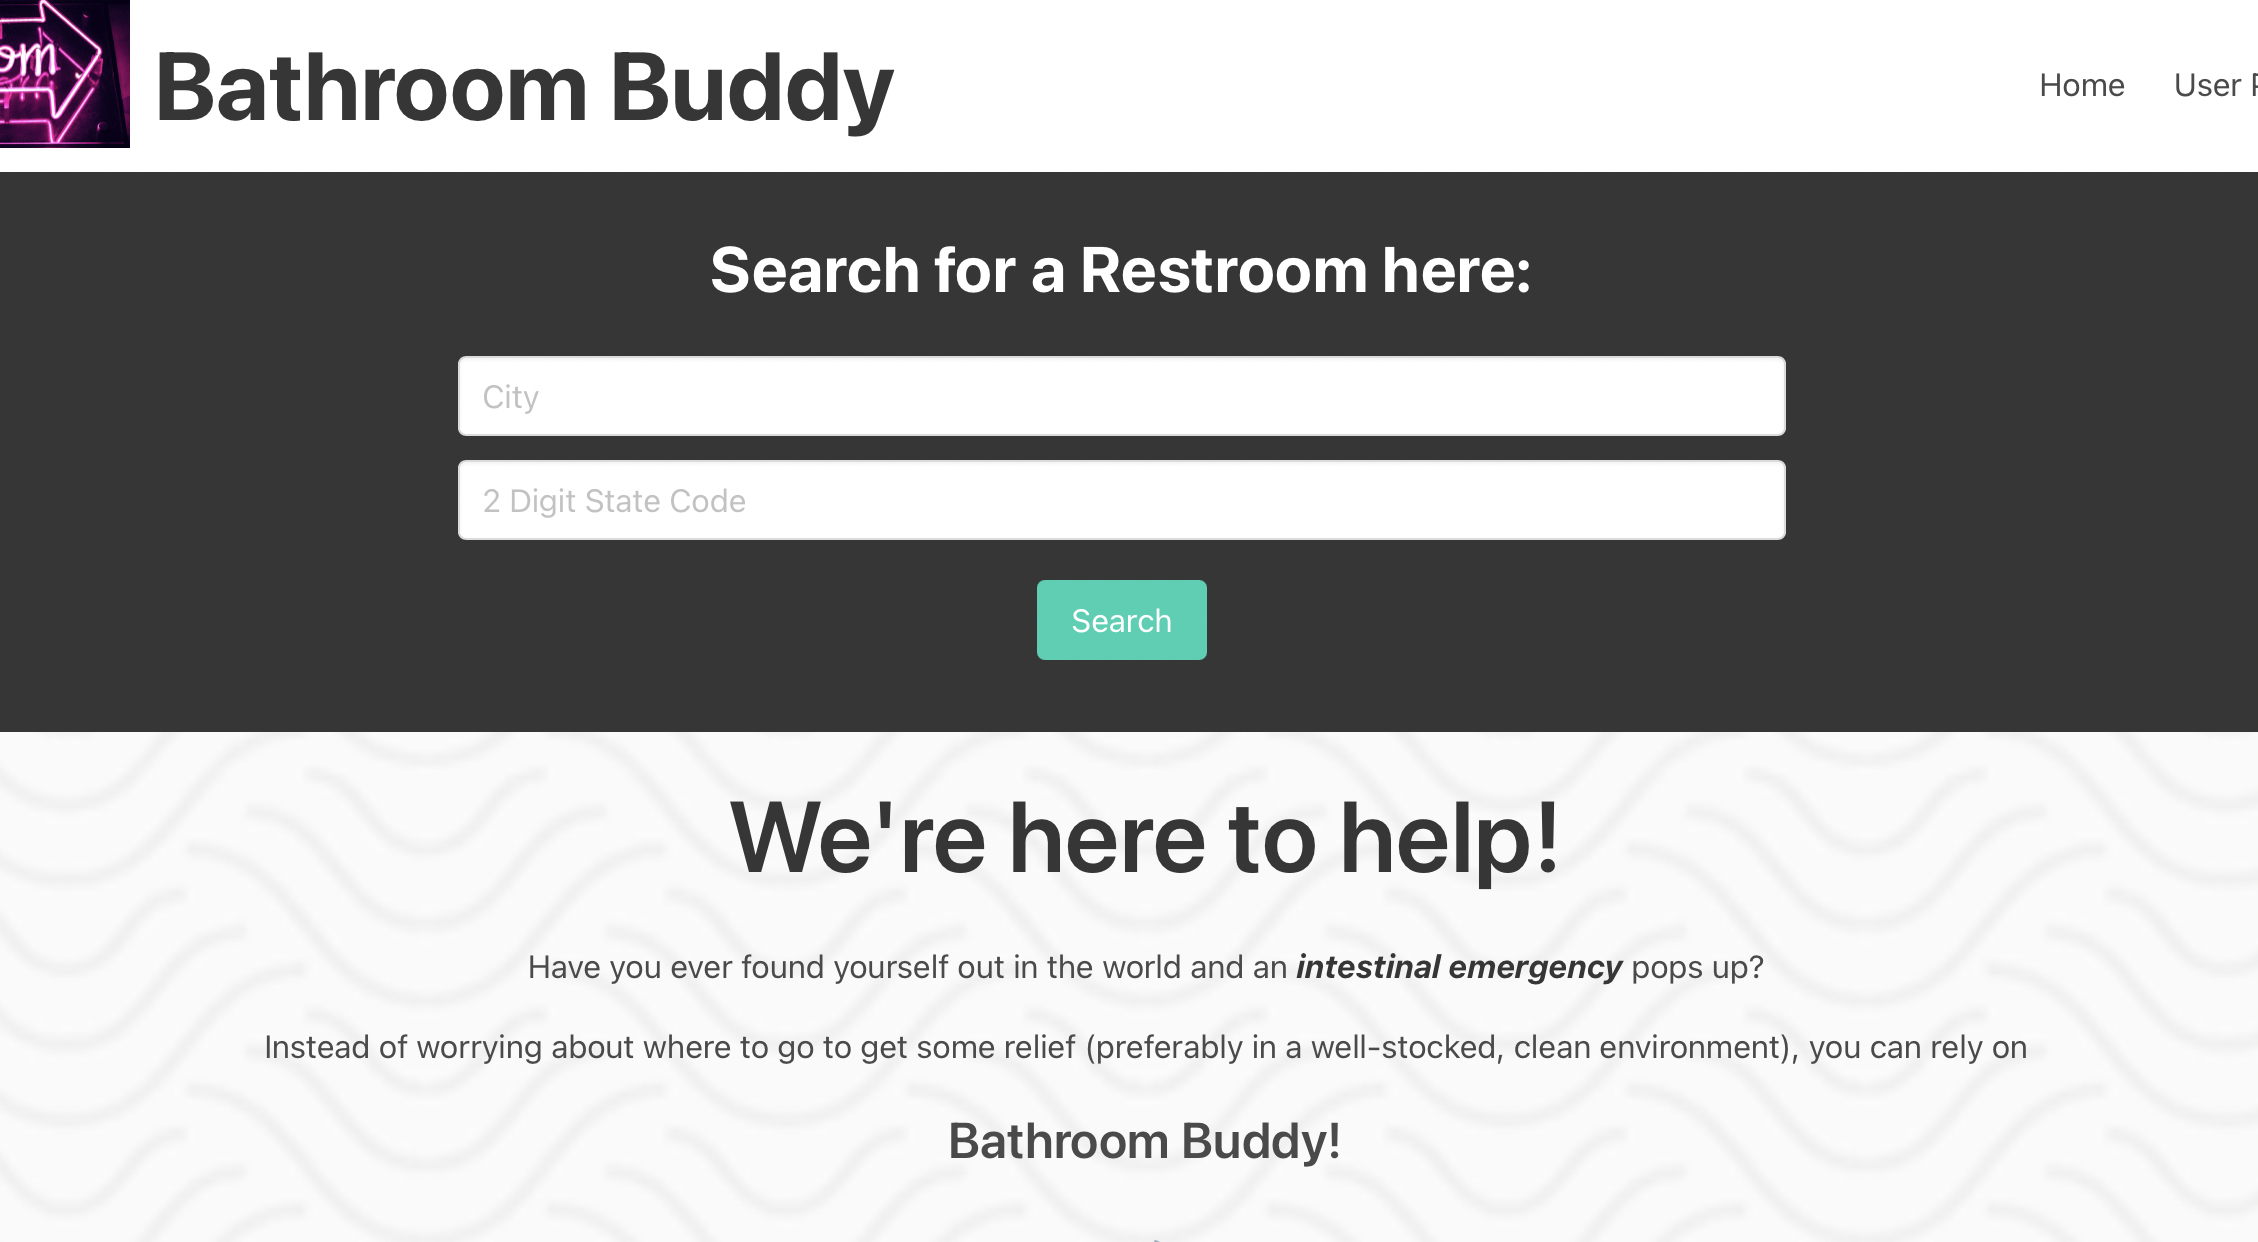 om
Bathroom Buddy
Home
User
Search for a Restroom here:
City
2 Digit State Code
Search
We're here to help!
Have you ever found yourself out in the world and an intestinal emergency pops up?
Instead of worrying about where to go to get some relief (preferably in a well-stocked, clean environment), you can rely on
Bathroom Buddy!